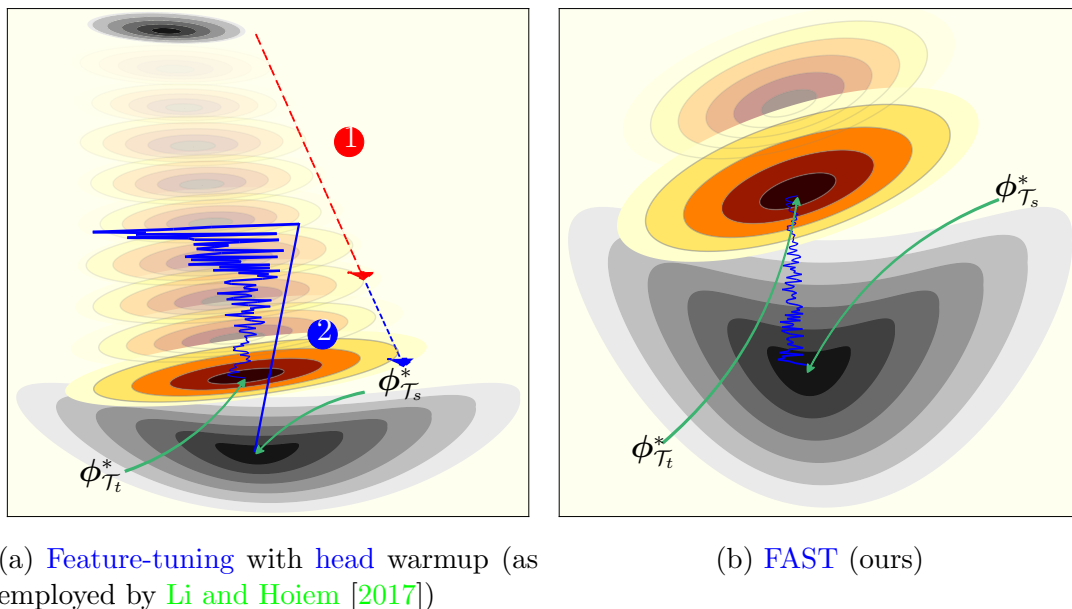 1
2
ϕ*𝒯ₛ
ϕ*𝒯ₜ
ϕ*𝒯ₛ
ϕ*𝒯ₜ
(a) Feature-tuning with head warmup (as
employed by Li and Hoiem [2017])
(b) FAST (ours)